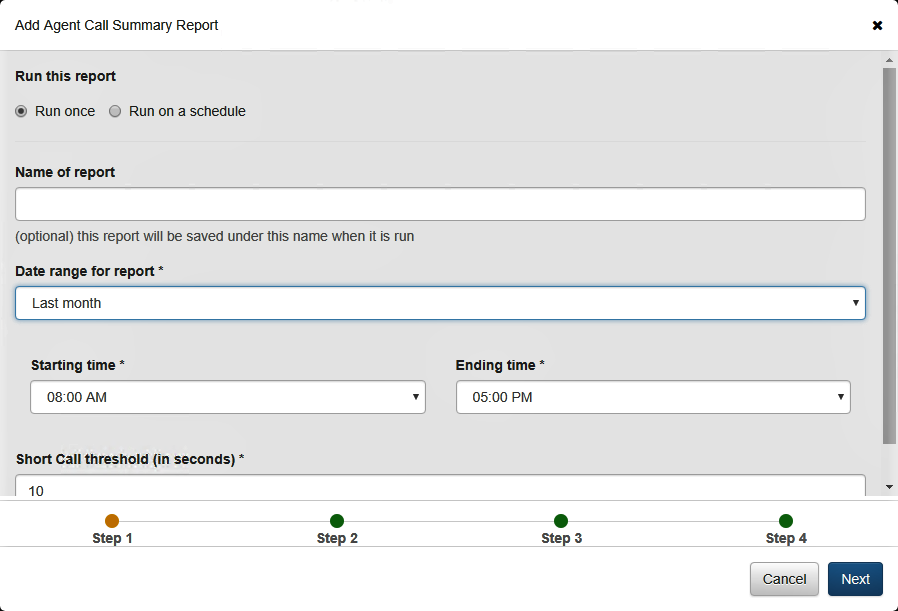 Add Agent Call Summary Report
Run this report
Run once Run on a schedule
Name of report
(optional) this report will be saved under this name when it is run
Date range for report *
Last month
Starting time * Ending time *
08:00 AM 05:00 PM
Short Call threshold (in seconds) *
10
Step 1 Step 2 Step 3 Step 4
Cancel Next